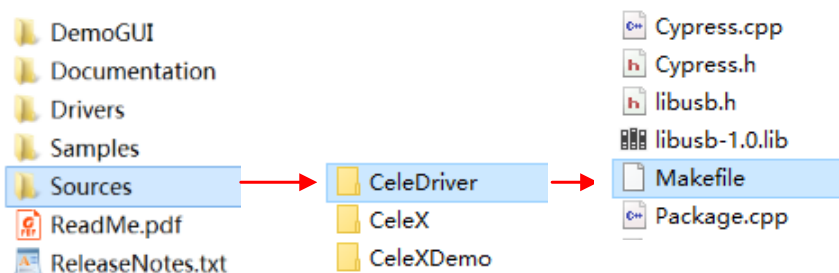 DemoGUI
Documentation
Drivers
Samples
Sources
ReadMe.pdf
ReleaseNotes.txt
CeleDriver
CeleX
CeleXDemo
Cypress.cpp
Cypress.h
libusb.h
libusb-1.0.lib
Makefile
Package.cpp